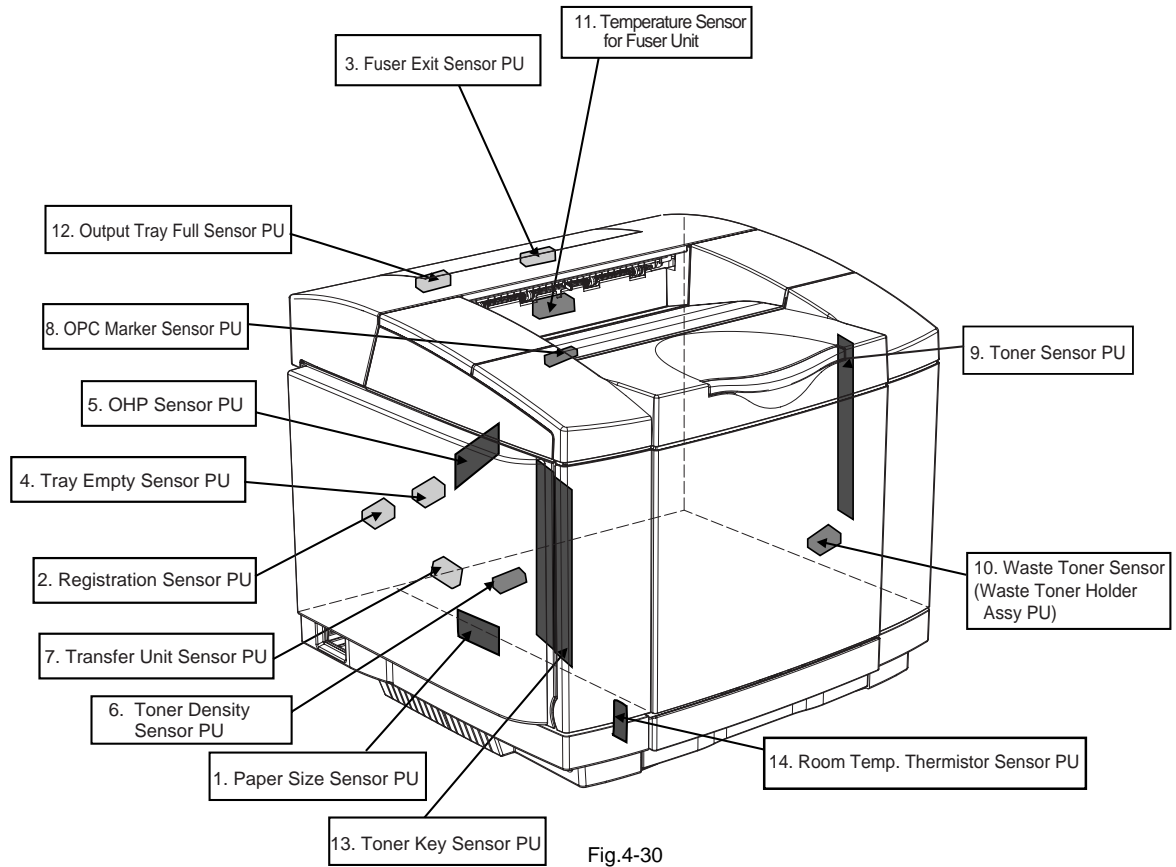 11. Temperature Sensor
for Fuser Unit
3. Fuser Exit Sensor PU
12. Output Tray Full Sensor PU
8. OPC Marker Sensor PU
9. Toner Sensor PU
5. OHP Sensor PU
4. Tray Empty Sensor PU
2. Registration Sensor PU
10. Waste Toner Sensor
(Waste Toner Holder
Assy PU)
7. Transfer Unit Sensor PU
6. Toner Density
Sensor PU
14. Room Temp. Thermistor Sensor PU
1. Paper Size Sensor PU
13. Toner Key Sensor PU
Fig.4-30